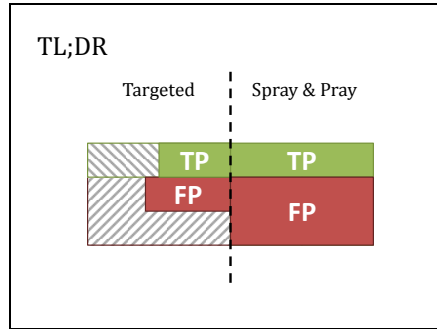 TL;DR
Targeted Spray & Pray
TP TP
FP
FP